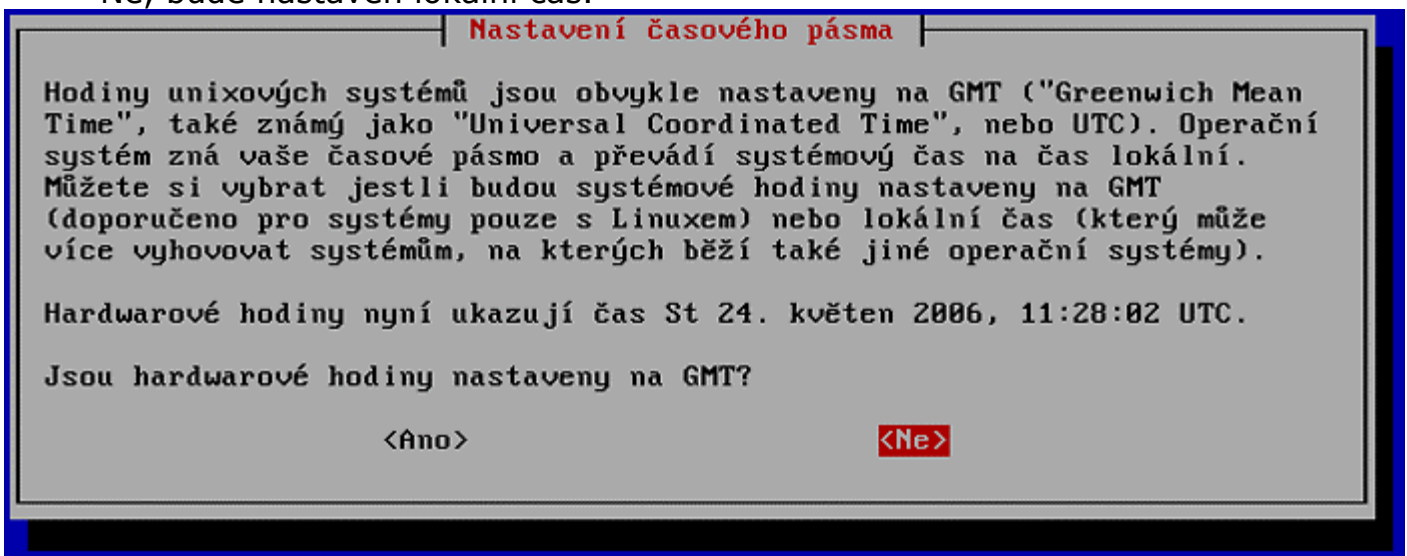 Ne, bude nastaven lokální čas.
Nastavení časového pásma
Hodiny unixových systémů jsou obvykle nastaveny na GMT ("Greenwich Mean
Time", také známý jako "Universal Coordinated Time", nebo UTC). Operační
systém zná vaše časové pásmo a převádí systémový čas na čas lokální.
Můžete si vybrat jestli budou systémové hodiny nastaveny na GMT
(doporučeno pro systémy pouze s Linuxem) nebo lokální čas (který může
více vyhovovat systémům, na kterých běží také jiné operační systémy).
Hardwarové hodiny nyní ukazují čas St 24. květen 2006, 11:28:02 UTC.
Jsou hardwarové hodiny nastaveny na GMT?
<Ano> <Ne>